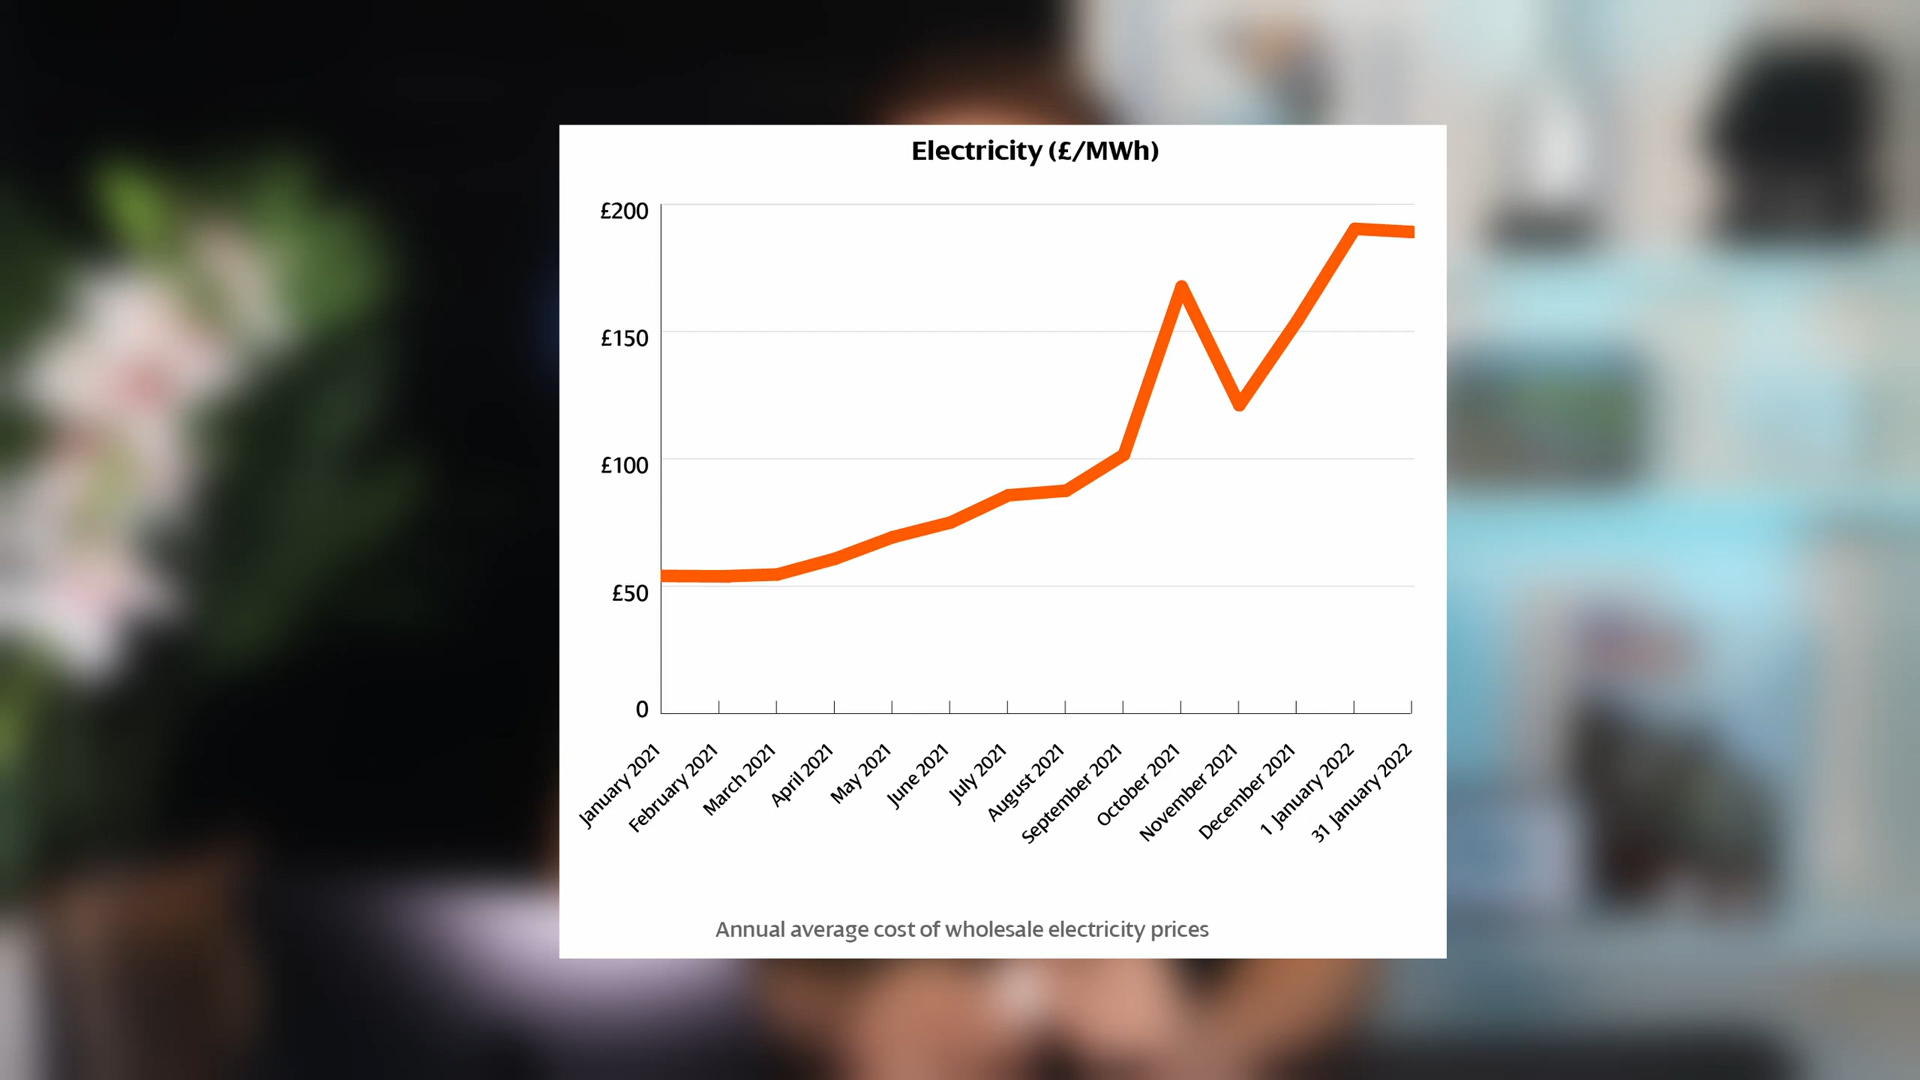 Electricity (£/MWh)
£200
£150
£100
£50
0
January 2021
February 2021
March 2021
April 2021
May 2021
June 2021
July 2021
August 2021
September 2021
October 2021
November 2021
December 2021
1 January 2022
31 January 2022
Annual average cost of wholesale electricity prices